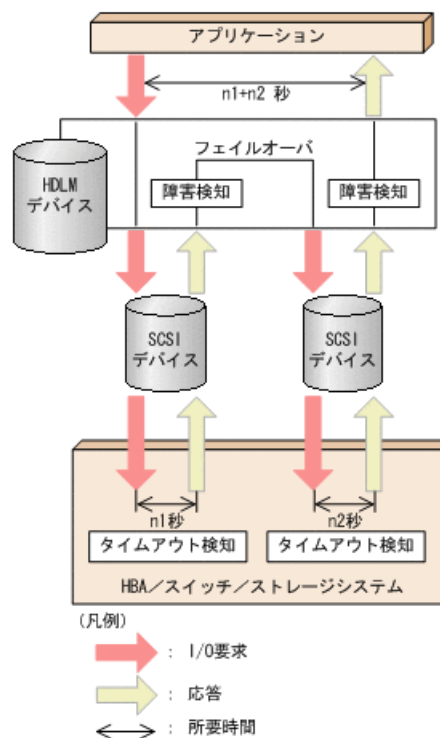 アプリケーション
n1+n2 秒
フェイルオーバ
HDLM
デバイス
障害検知
障害検知
SCSI
デバイス
SCSI
デバイス
n1秒
n2秒
タイムアウト検知
タイムアウト検知
HBA／スイッチ／ストレージシステム
(凡例)
: I/O要求
: 応答
: 所要時間